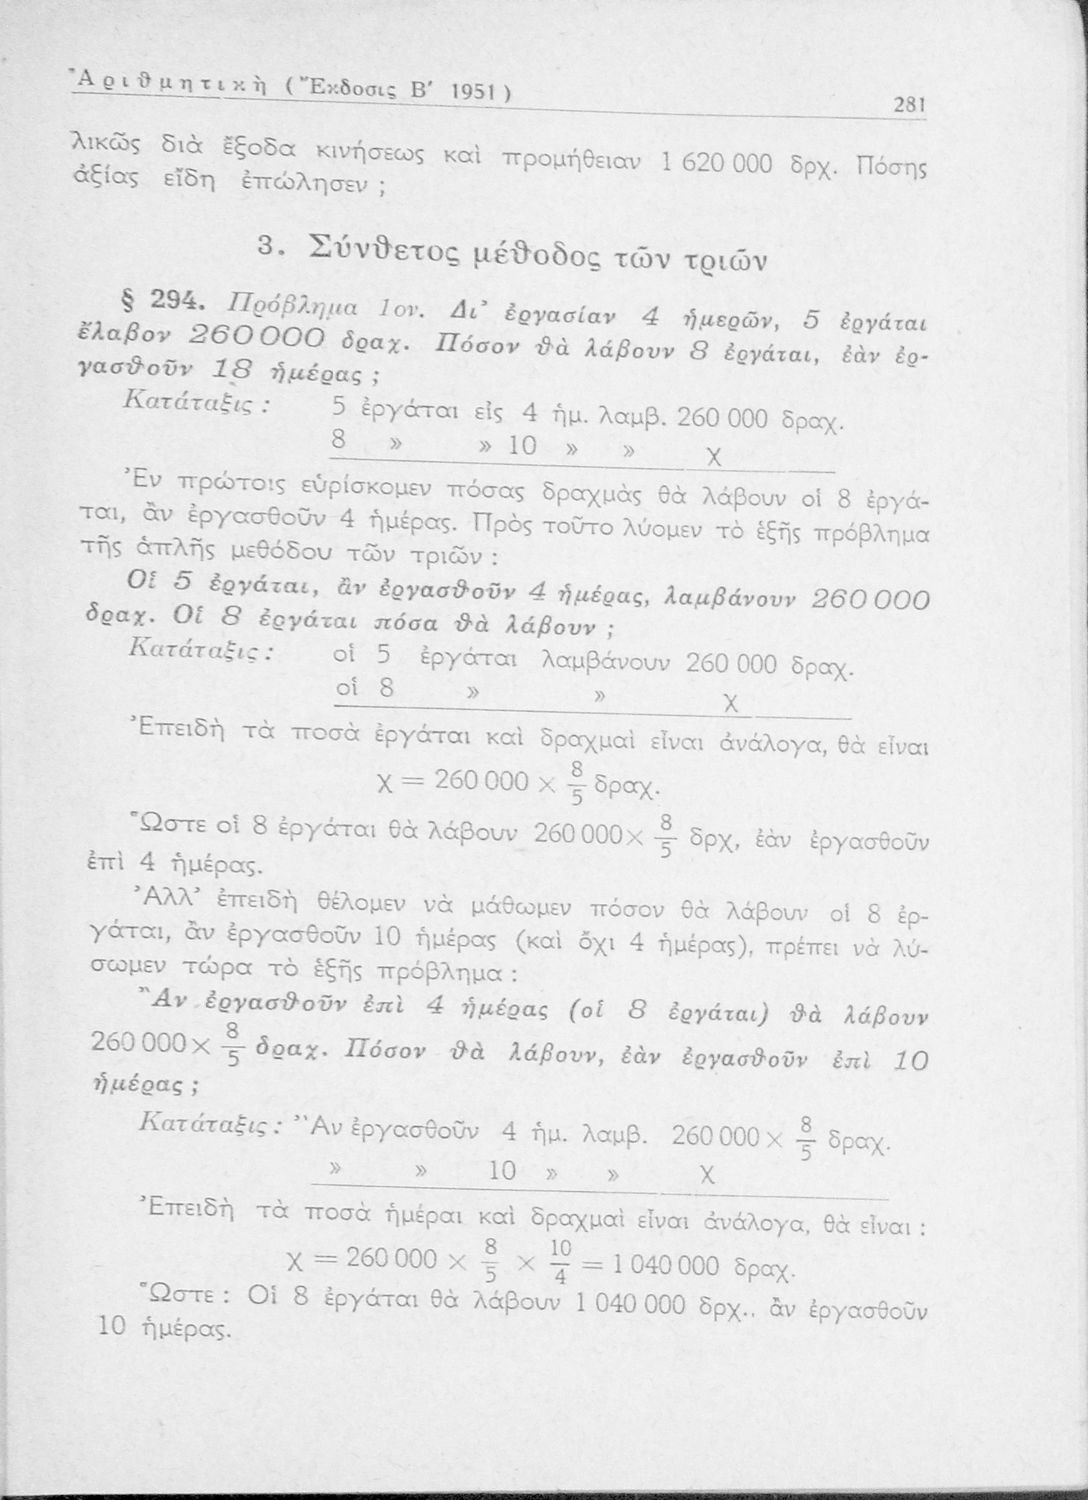 Ἀριθμητικὴ (Ἔκδοσις Β′ 1951)
281
λικῶς διὰ ἔξοδα κινήσεως καὶ προμήθειαν 1 620 000 δρχ. Πόσης
ἀξίας εἴδη ἐπώλησεν ;
3. Σύνθετος μέθοδος τῶν τριῶν
§ 294. Πρόβλημα 1ον. Δι’ ἐργασίαν 4 ἡμερῶν, 5 ἐργάται
ἔλαβον 260 000 δραχ. Πόσον θὰ λάβουν 8 ἐργάται, ἐὰν ἐρ-
γασθοῦν 18 ἡμέρας ;
Κατάταξις : 5 ἐργάται εἰς 4 ἡμ. λαμβ. 260 000 δραχ.
8 » » 10 » » χ
Ἐν πρώτοις εὑρίσκομεν πόσας δραχμὰς θὰ λάβουν οἱ 8 ἐργά-
ται, ἂν ἐργασθοῦν 4 ἡμέρας. Πρὸς τοῦτο λύομεν τὸ ἑξῆς πρόβλημα
τῆς ἁπλῆς μεθόδου τῶν τριῶν :
Οἱ 5 ἐργάται, ἂν ἐργασθοῦν 4 ἡμέρας, λαμβάνουν 260 000
δραχ. Οἱ 8 ἐργάται πόσα θὰ λάβουν ;
Κατάταξις : οἱ 5 ἐργάται λαμβάνουν 260 000 δραχ.
οἱ 8 » » χ
Ἐπειδὴ τὰ ποσὰ ἐργάται καὶ δραχμαὶ εἶναι ἀνάλογα, θὰ εἶναι
χ = 260 000 × 8/5 δραχ.
Ὥστε οἱ 8 ἐργάται θὰ λάβουν 260 000 × 8/5 δρχ, ἐὰν ἐργασθοῦν
ἐπὶ 4 ἡμέρας.
Ἀλλ’ ἐπειδὴ θέλομεν νὰ μάθωμεν πόσον θὰ λάβουν οἱ 8 ἐρ-
γάται, ἂν ἐργασθοῦν 10 ἡμέρας (καὶ ὄχι 4 ἡμέρας), πρέπει νὰ λύ-
σωμεν τώρα τὸ ἑξῆς πρόβλημα :
Ἂν ἐργασθοῦν ἐπὶ 4 ἡμέρας (οἱ 8 ἐργάται) θὰ λάβουν
260 000 × 8/5 δραχ. Πόσον θὰ λάβουν, ἐὰν ἐργασθοῦν ἐπὶ 10
ἡμέρας ;
Κατάταξις : Ἂν ἐργασθοῦν 4 ἡμ. λαμβ. 260 000 × 8/5 δραχ.
» » 10 » » χ
Ἐπειδὴ τὰ ποσὰ ἡμέραι καὶ δραχμαὶ εἶναι ἀνάλογα, θὰ εἶναι :
χ = 260 000 × 8/5 × 10/4 = 1 040 000 δραχ.
Ὥστε : Οἱ 8 ἐργάται θὰ λάβουν 1 040 000 δρχ.. ἂν ἐργασθοῦν
10 ἡμέρας.